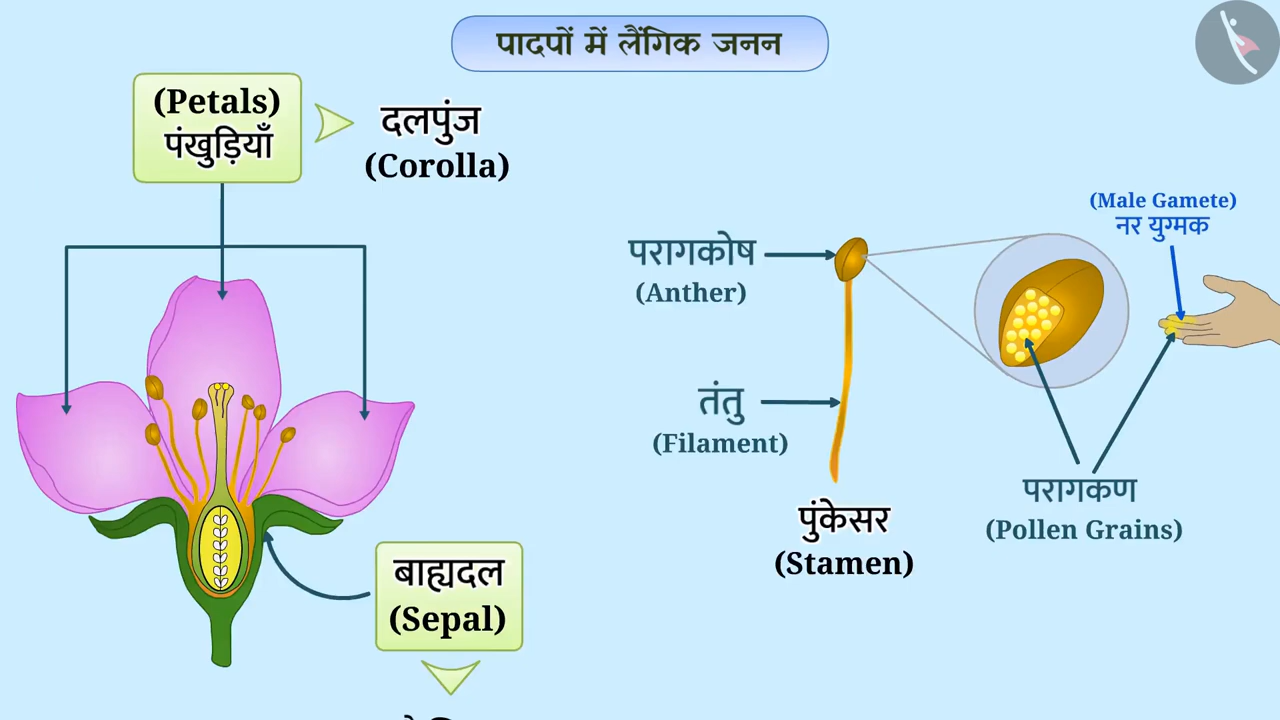 पादपों में लैंगिक जनन
(Petals)
पंखुड़ियाँ
दलपुंज
(Corolla)
(Male Gamete)
नर युग्मक
परागकोष
(Anther)
तंतु
(Filament)
परागकण
(Pollen Grains)
पुंकेसर
(Stamen)
बाह्यदल
(Sepal)